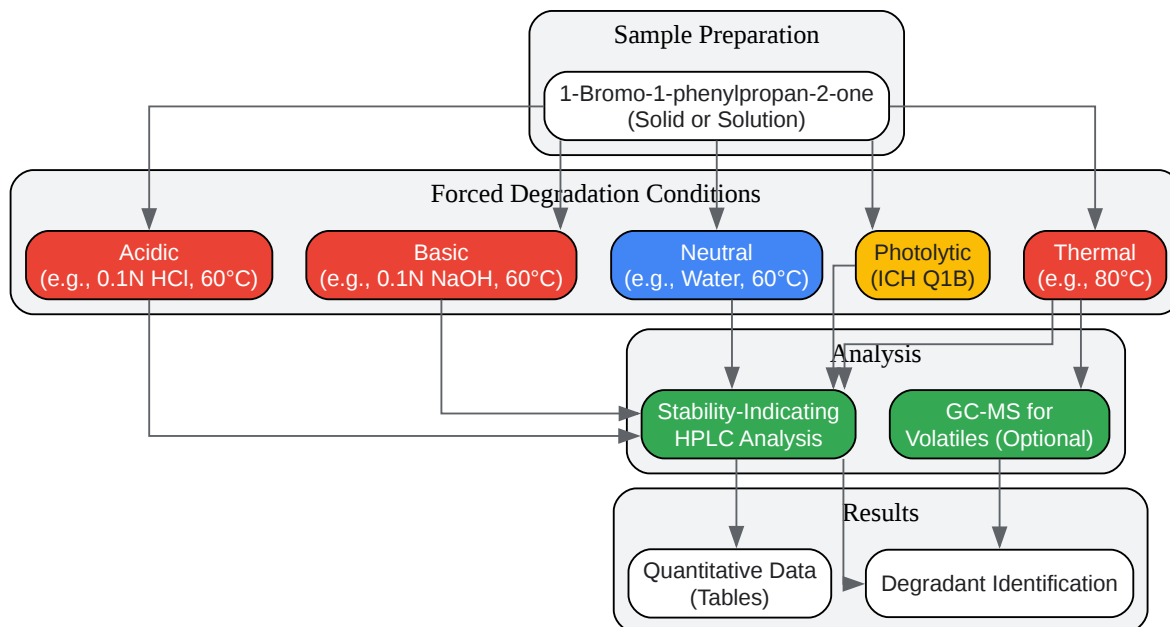 Sample Preparation
1-Bromo-1-phenylpropan-2-one
(Solid or Solution)
Forced Degradation Conditions
Acidic
(e.g., 0.1N HCl, 60°C)
Basic
(e.g., 0.1N NaOH, 60°C)
Neutral
(e.g., Water, 60°C)
Photolytic
(ICH Q1B)
Thermal
(e.g., 80°C)
Analysis
Stability-Indicating
HPLC Analysis
GC-MS for
Volatiles (Optional)
Results
Quantitative Data
(Tables)
Degradant Identification